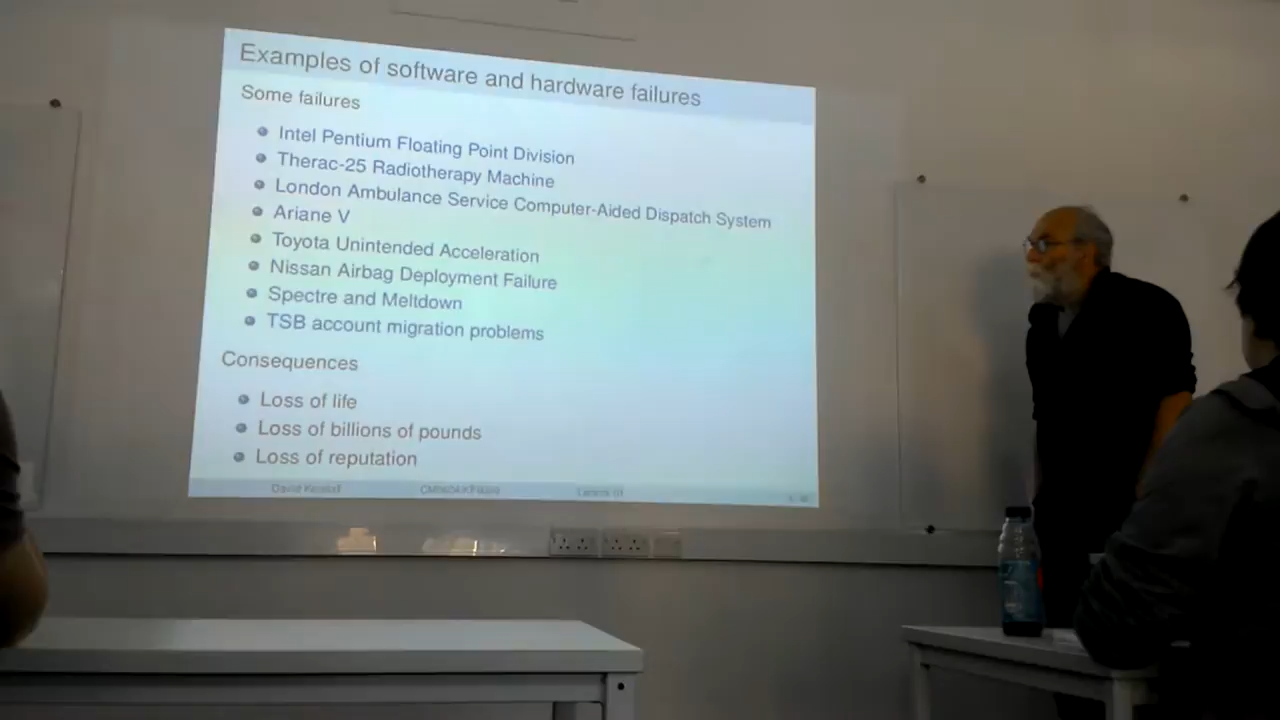 Examples of software and hardware failures
Some failures
Intel Pentium Floating Point Division
Therac-25 Radiotherapy Machine
London Ambulance Service Computer-Aided Dispatch System
Ariane V
Toyota Unintended Acceleration
Nissan Airbag Deployment Failure
Spectre and Meltdown
TSB account migration problems
Consequences
Loss of life
Loss of billions of pounds
Loss of reputation
David